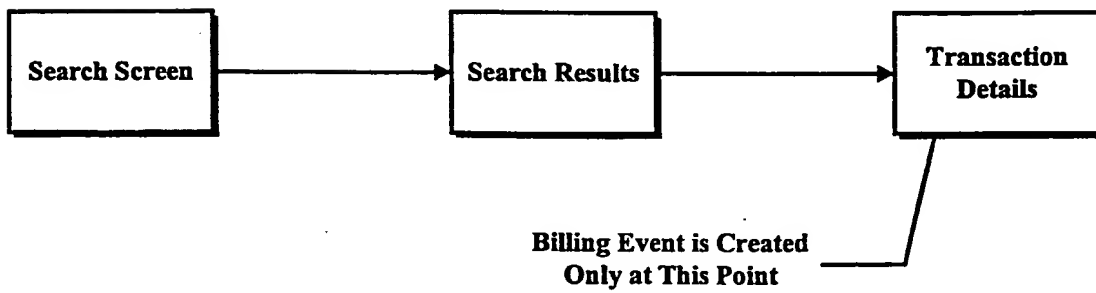 Search Screen
Search Results
Transaction
Details
Billing Event is Created
Only at This Point